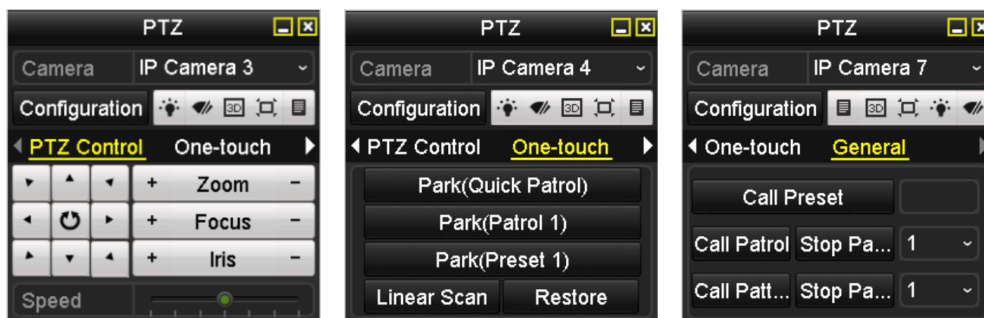 PTZ
Camera IP Camera 3
Configuration 3D
PTZ Control One-touch
+ Zoom -
+ Focus -
+ Iris -
Speed
PTZ
Camera IP Camera 4
Configuration 3D
PTZ Control One-touch
Park(Quick Patrol)
Park(Patrol 1)
Park(Preset 1)
Linear Scan Restore
PTZ
Camera IP Camera 7
Configuration 3D
One-touch General
Call Preset
Call Patrol Stop Pa... 1
Call Patt... Stop Pa... 1